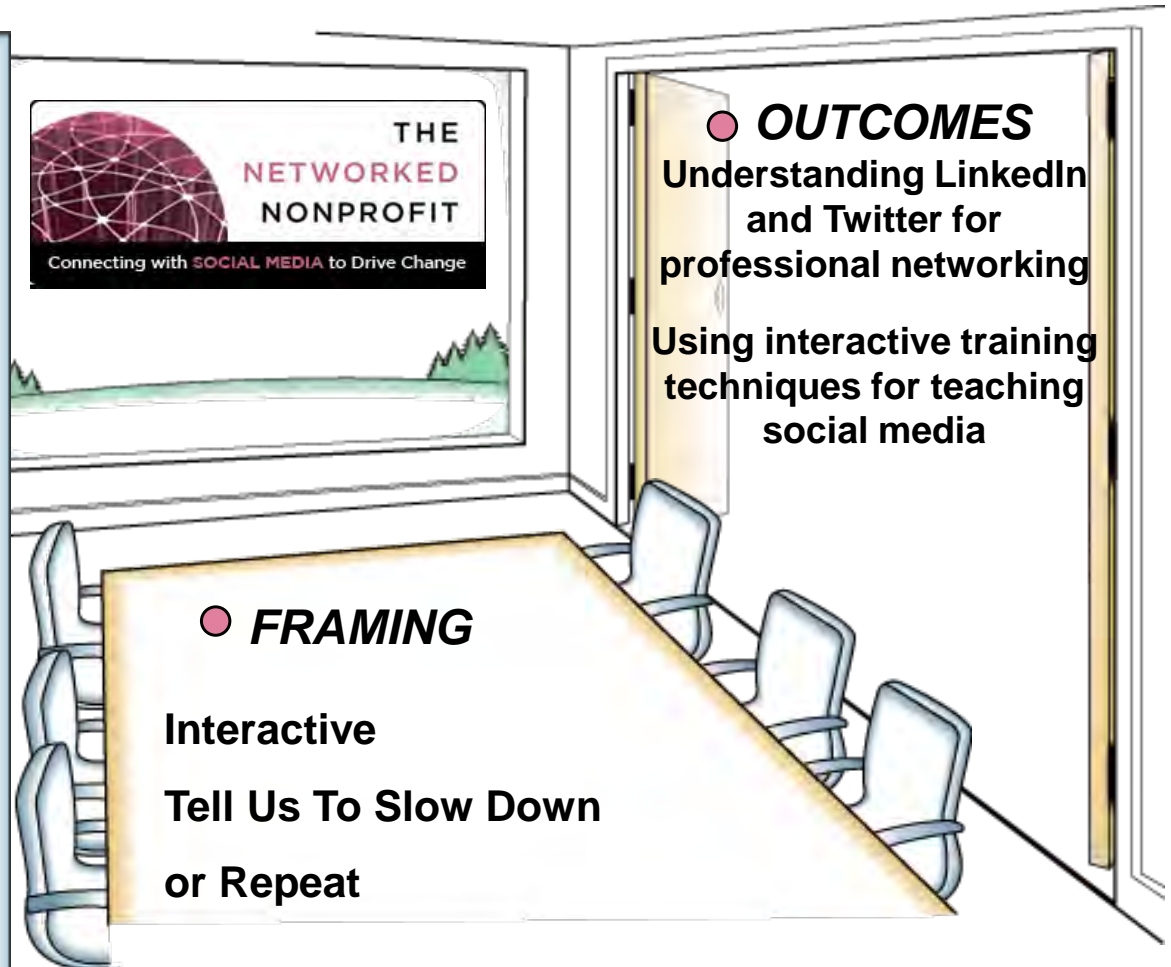 THE
NETWORKED
NONPROFIT
Connecting with SOCIAL MEDIA to Drive Change
OUTCOMES
Understanding LinkedIn
and Twitter for
professional networking
Using interactive training
techniques for teaching
social media
FRAMING
Interactive
Tell Us To Slow Down
or Repeat